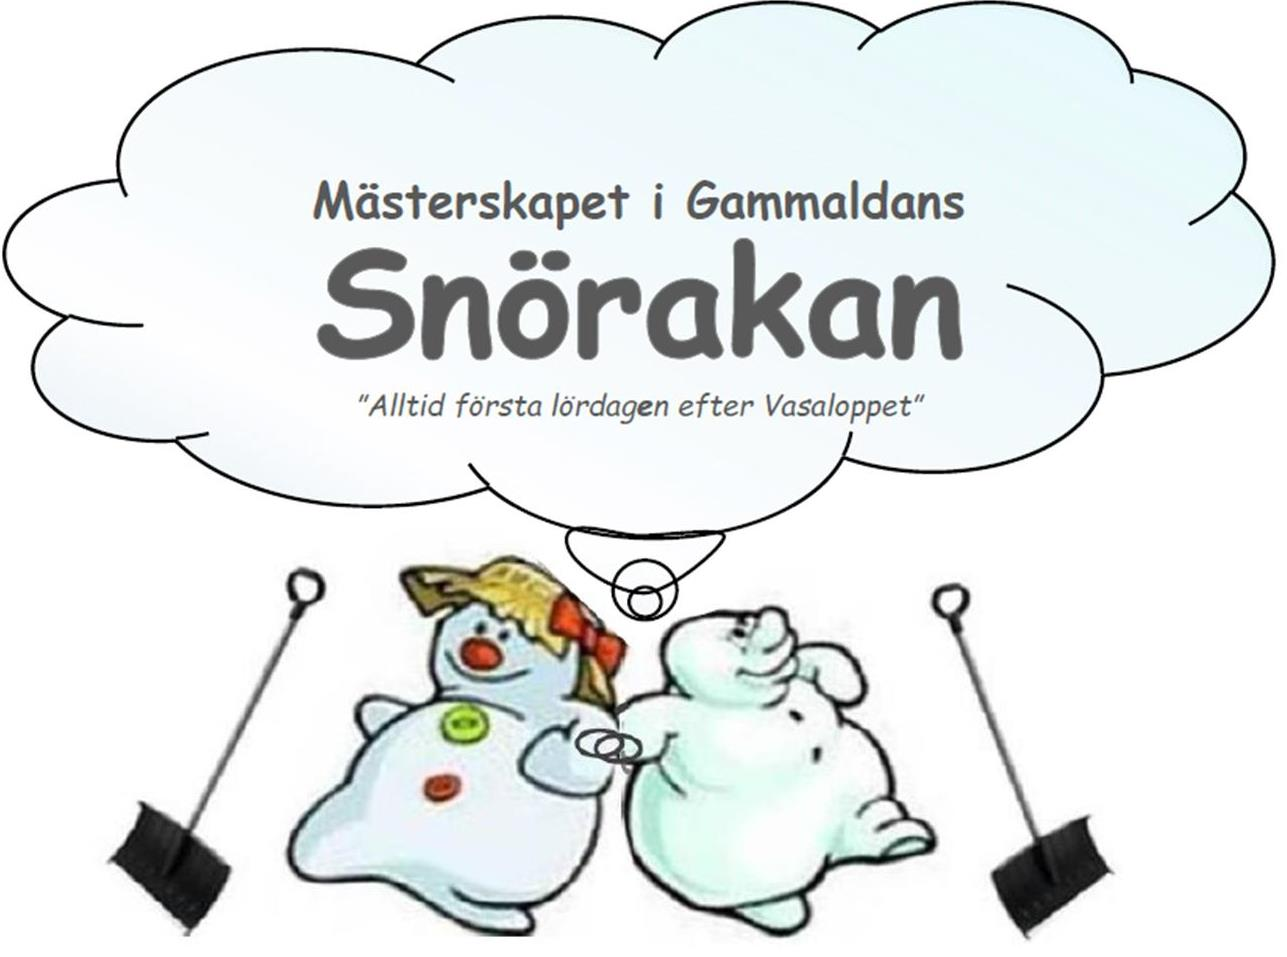 Mästerskapet i Gammaldans
Snörakan
"Alltid första lördagen efter Vasaloppet"